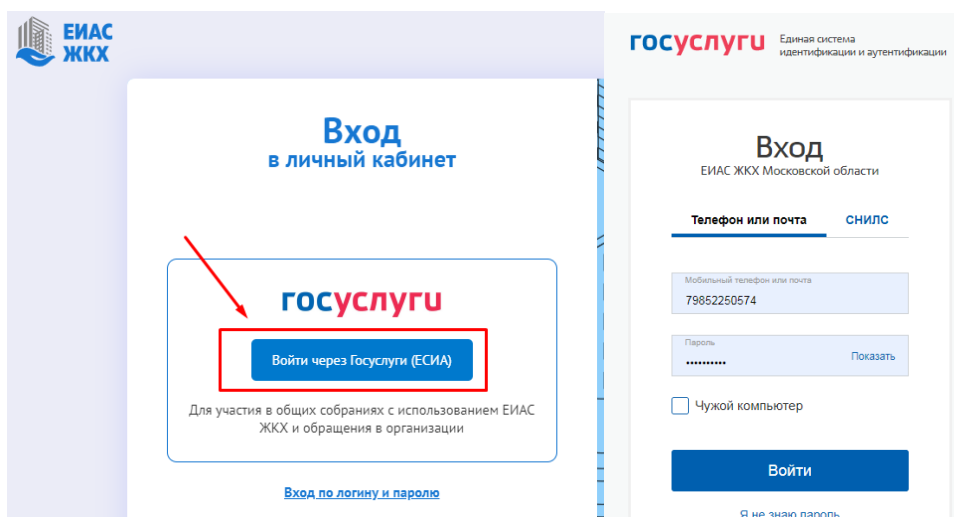 ЕИАС
ЖКХ
Вход
в личный кабинет
госуслуги
Войти через Госуслуги (ЕСИА)
Для участия в общих собраниях с использованием ЕИАС
ЖКХ и обращения в организации
Вход по логину и паролю
госуслуги
Единая система
идентификации и аутентификации
Вход
ЕИАС ЖКХ Московской области
Телефон или почта СНИЛС
Мобильный телефон или почта
79852250574
Пароль
•••••••••• Показать
Чужой компьютер
Войти
Я не знаю пароль